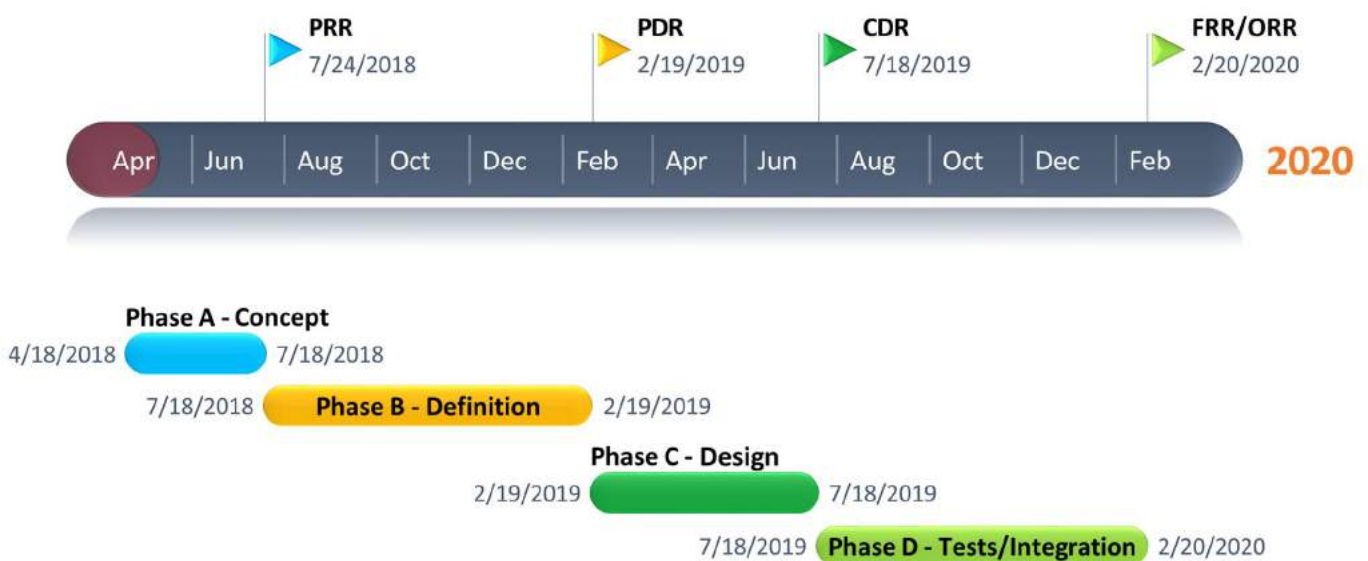 PRR
7/24/2018
PDR
2/19/2019
CDR
7/18/2019
FRR/ORR
2/20/2020
Apr Jun Aug Oct Dec Feb Apr Jun Aug Oct Dec Feb 2020
Phase A - Concept
4/18/2018 7/18/2018
7/18/2018 Phase B - Definition 2/19/2019
Phase C - Design
2/19/2019 7/18/2019
7/18/2019 Phase D - Tests/Integration 2/20/2020